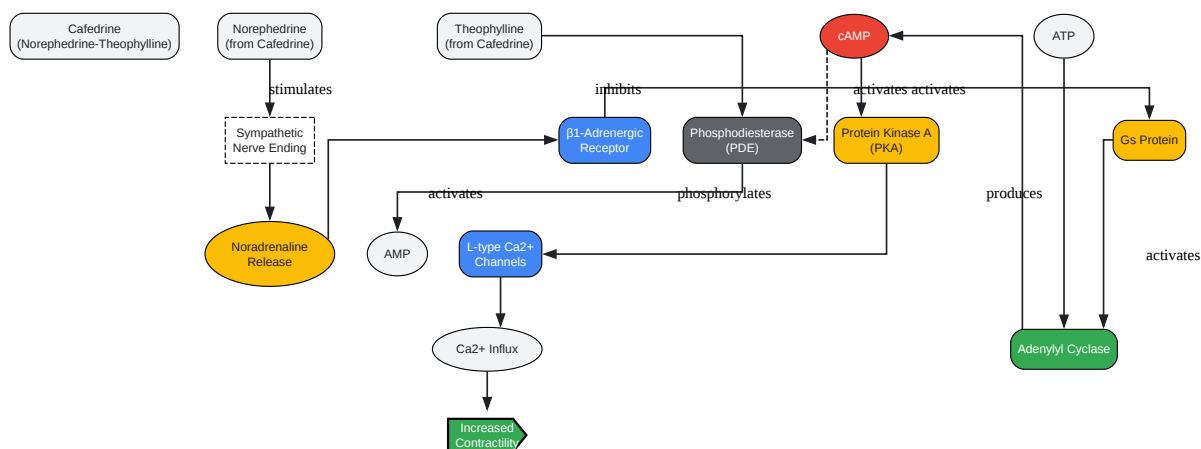 Cafedrine
(Norephedrine-Theophylline)
Norephedrine
(from Cafedrine)
Theophylline
(from Cafedrine)
cAMP
ATP
stimulates
inhibits
activates activates
Sympathetic
Nerve Ending
β1-Adrenergic
Receptor
Phosphodiesterase
(PDE)
Protein Kinase A
(PKA)
Gs Protein
activates
phosphorylates
produces
Noradrenaline
Release
AMP
L-type Ca2+
Channels
activates
Ca2+ Influx
Adenylyl Cyclase
Increased
Contractility